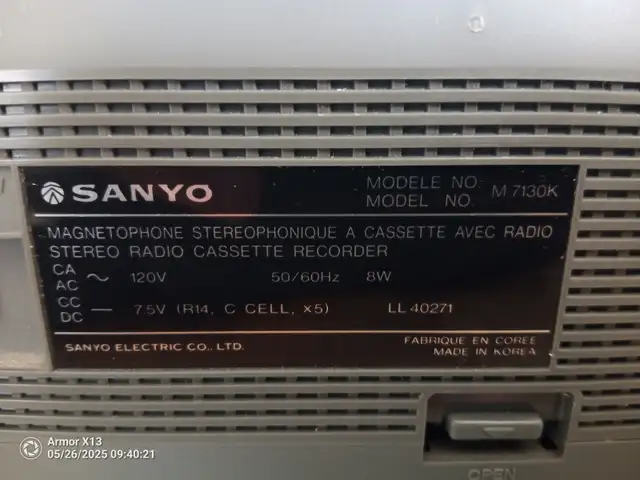 SANYO
MODELE NO.
MODEL NO. M 7130K
MAGNETOPHONE STEREOPHONIQUE A CASSETTE AVEC RADIO
STEREO RADIO CASSETTE RECORDER
CA
AC ~ 120V 50/60Hz 8W
CC
DC — 7.5V (R14, C CELL, X5) LL 40271
SANYO ELECTRIC CO., LTD.
FABRIQUE EN COREE
MADE IN KOREA
OPEN
Armor X13
05/26/2025 09:40:21